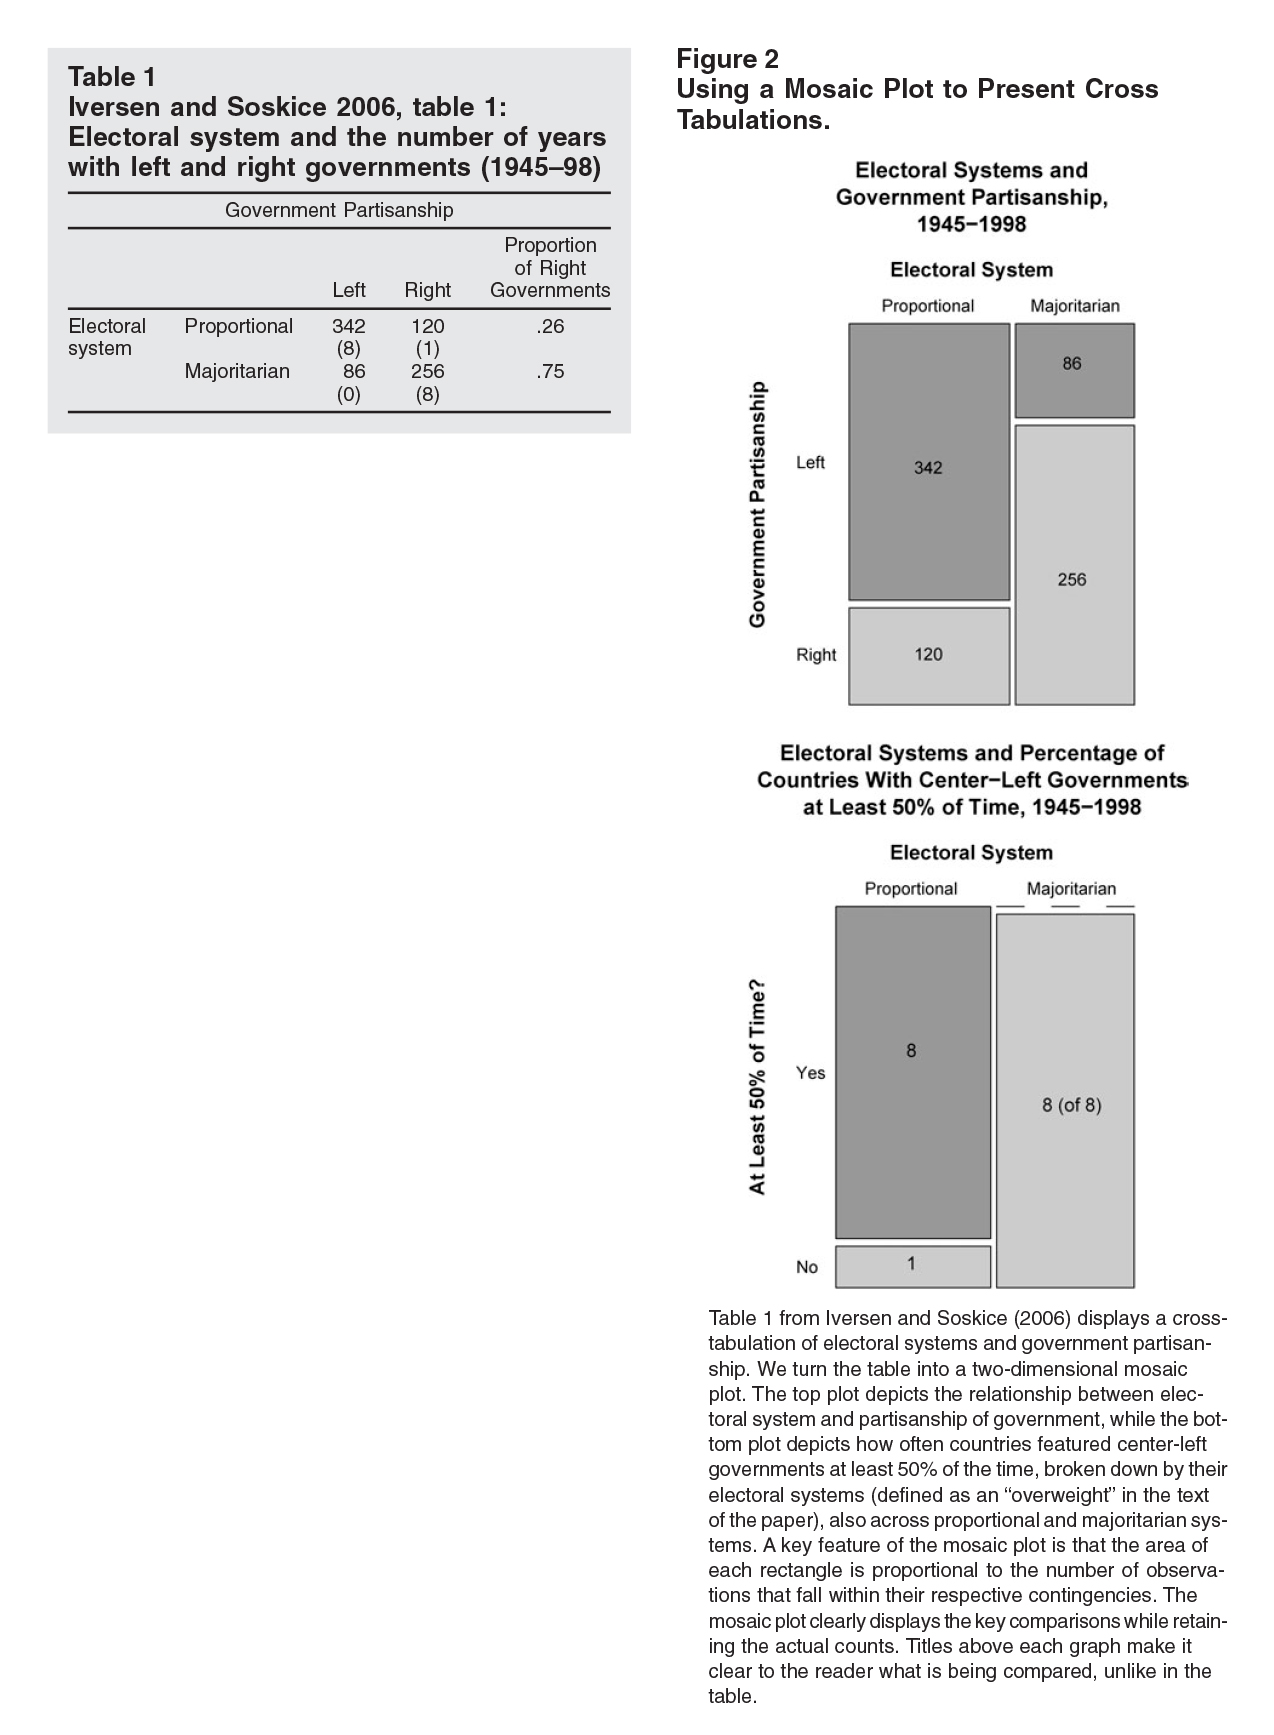 Table 1
Iversen and Soskice 2006, table 1:
Electoral system and the number of years
with left and right governments (1945–98)
Government Partisanship
Proportion
of Right
Left Right Governments
Electoral Proportional 342 120 .26
system (8) (1)
Majoritarian 86 256 .75
(0) (8)
Figure 2
Using a Mosaic Plot to Present Cross
Tabulations.
Electoral Systems and
Government Partisanship,
1945−1998
Electoral System
Proportional Majoritarian
Government Partisanship
86
Left
342
256
Right
120
Electoral Systems and Percentage of
Countries With Center−Left Governments
at Least 50% of Time, 1945−1998
Electoral System
Proportional Majoritarian
At Least 50% of Time?
8
Yes
8 (of 8)
No
1
Table 1 from Iversen and Soskice (2006) displays a cross-
tabulation of electoral systems and government partisan-
ship. We turn the table into a two-dimensional mosaic
plot. The top plot depicts the relationship between elec-
toral system and partisanship of government, while the bot-
tom plot depicts how often countries featured center-left
governments at least 50% of the time, broken down by their
electoral systems (defined as an “overweight” in the text
of the paper), also across proportional and majoritarian sys-
tems. A key feature of the mosaic plot is that the area of
each rectangle is proportional to the number of observa-
tions that fall within their respective contingencies. The
mosaic plot clearly displays the key comparisons while retain-
ing the actual counts. Titles above each graph make it
clear to the reader what is being compared, unlike in the
table.